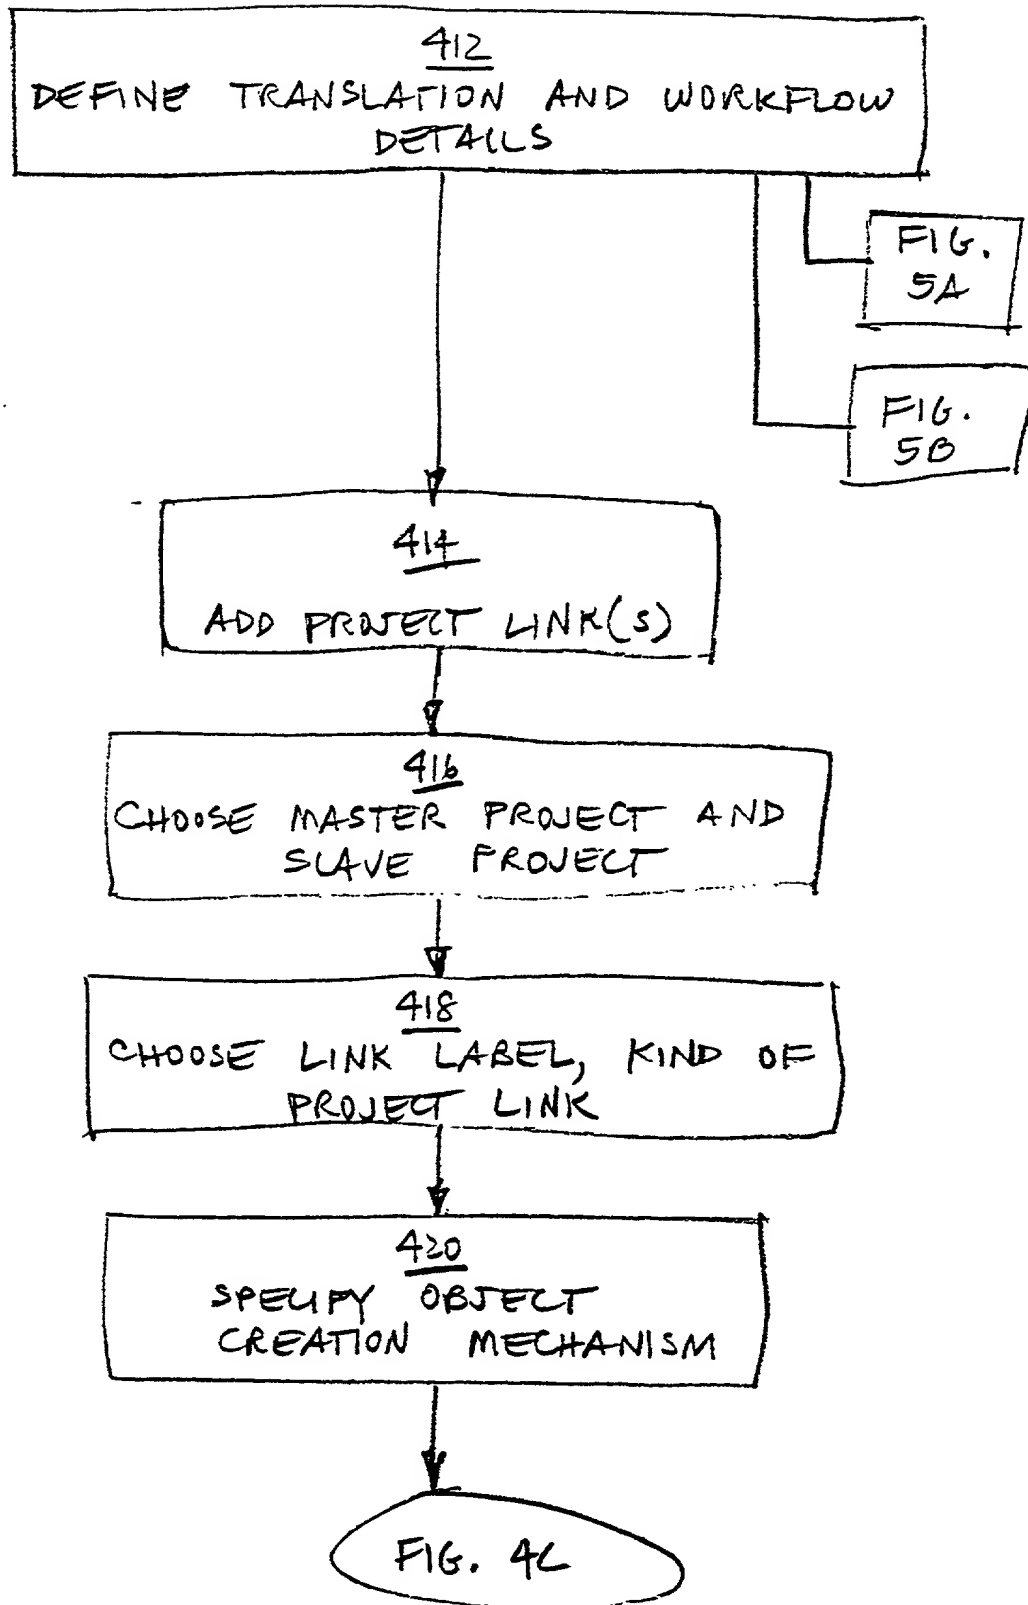 412
DEFINE TRANSLATION AND WORKFLOW
DETAILS
FIG.
5A
FIG.
5B
414
ADD PROJECT LINK(S)
416
CHOOSE MASTER PROJECT AND
SLAVE PROJECT
418
CHOOSE LINK LABEL, KIND OF
PROJECT LINK
420
SPECIFY OBJECT
CREATION MECHANISM
FIG. 4C